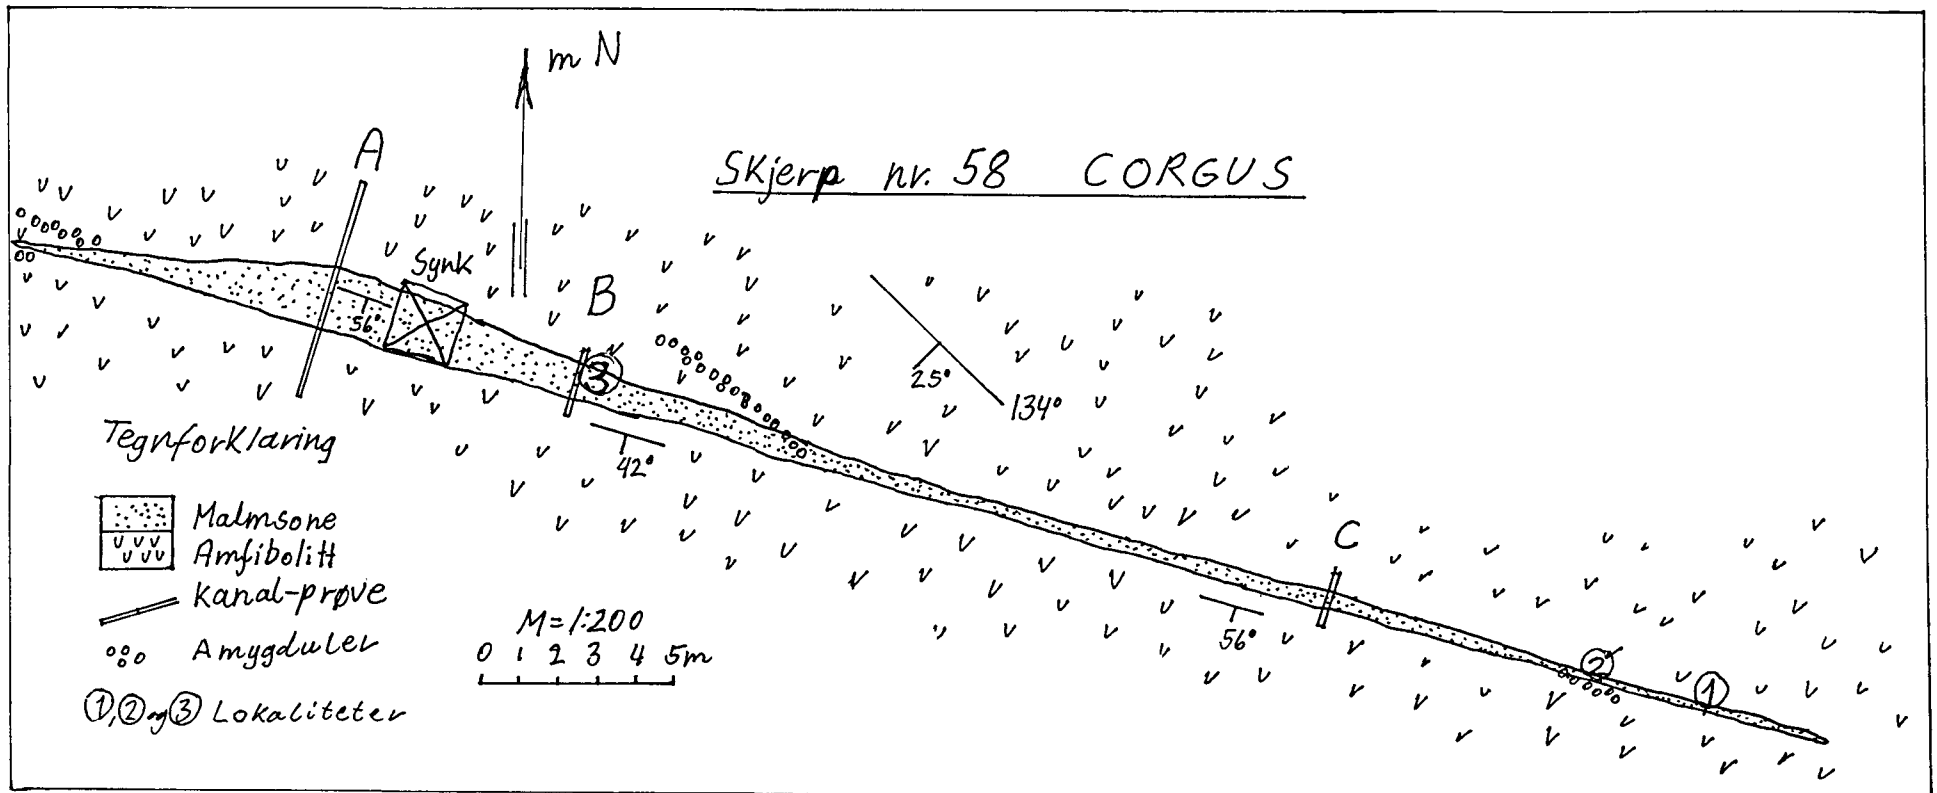 m N
A
Skjerp nr. 58 CORGUS
Synk
56°
B
3
25°
134°
42°
C
56°
2
1
Tegnforklaring
Malmsone
Amfibolitt
Kanal-prøve
Amygduler
1, 2 og 3 Lokaliteter
M=1:200
0 1 2 3 4 5m